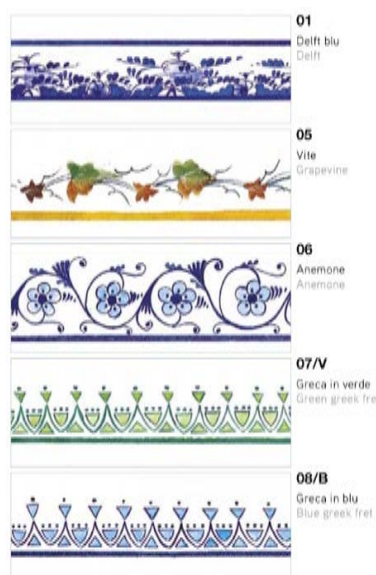 01
Delft blu
Delft
05
Vite
Grapevine
06
Anemone
Anemone
07/V
Greca in verde
Green greek fre
08/B
Greca in blu
Blue greek fret